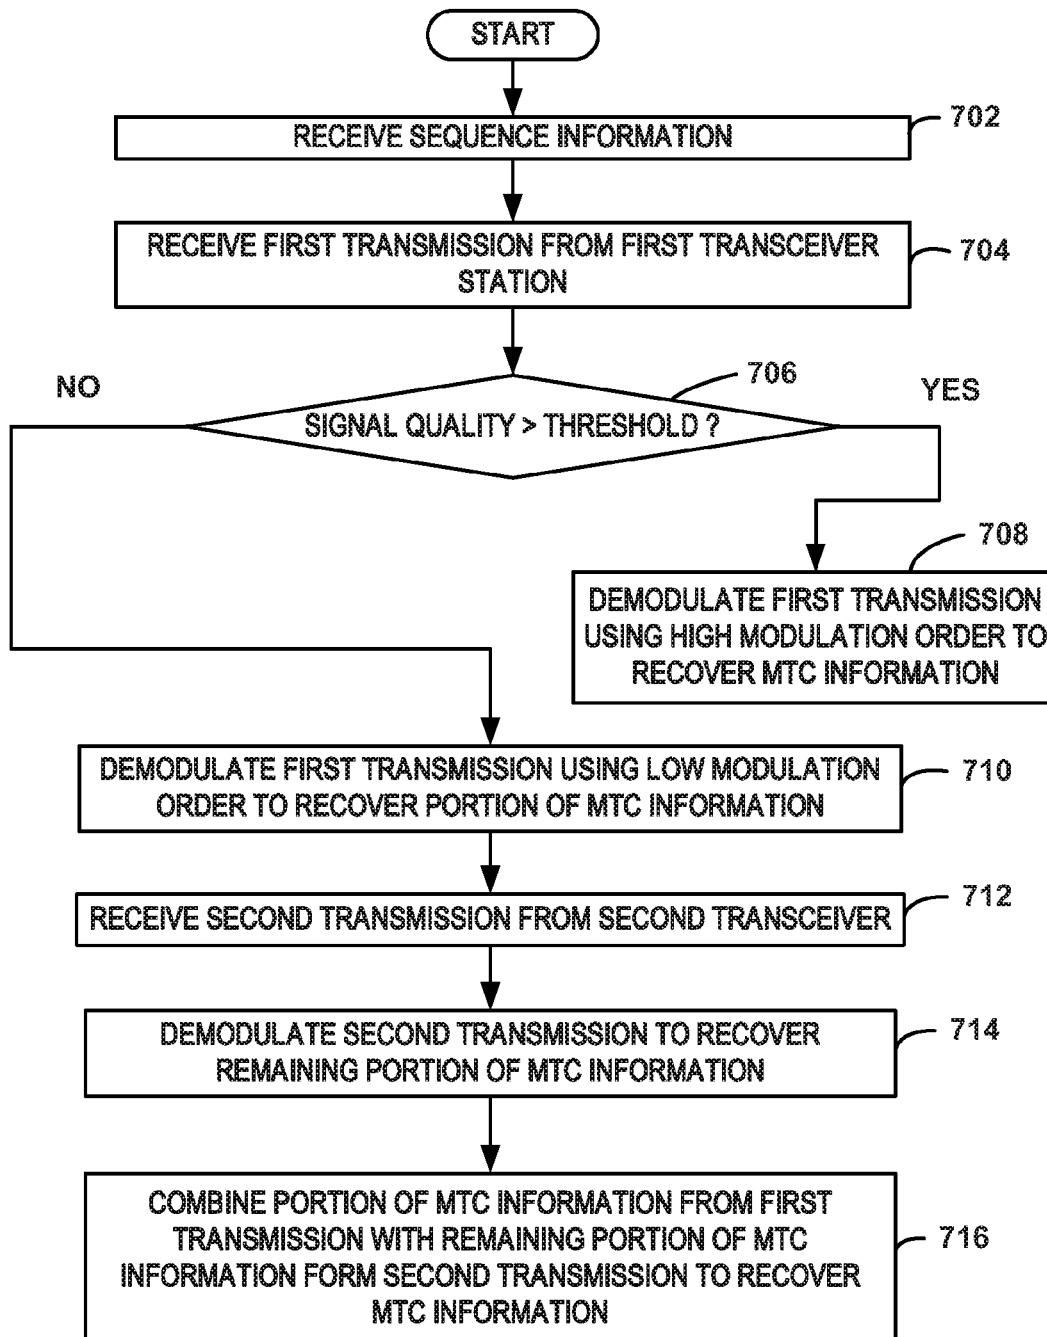 START
RECEIVE SEQUENCE INFORMATION
702
RECEIVE FIRST TRANSMISSION FROM FIRST TRANSCEIVER
STATION
704
NO
706
YES
SIGNAL QUALITY > THRESHOLD ?
708
DEMODULATE FIRST TRANSMISSION
USING HIGH MODULATION ORDER TO
RECOVER MTC INFORMATION
DEMODULATE FIRST TRANSMISSION USING LOW MODULATION
ORDER TO RECOVER PORTION OF MTC INFORMATION
710
RECEIVE SECOND TRANSMISSION FROM SECOND TRANSCEIVER
712
DEMODULATE SECOND TRANSMISSION TO RECOVER
REMAINING PORTION OF MTC INFORMATION
714
COMBINE PORTION OF MTC INFORMATION FROM FIRST
TRANSMISSION WITH REMAINING PORTION OF MTC
INFORMATION FORM SECOND TRANSMISSION TO RECOVER
MTC INFORMATION
716